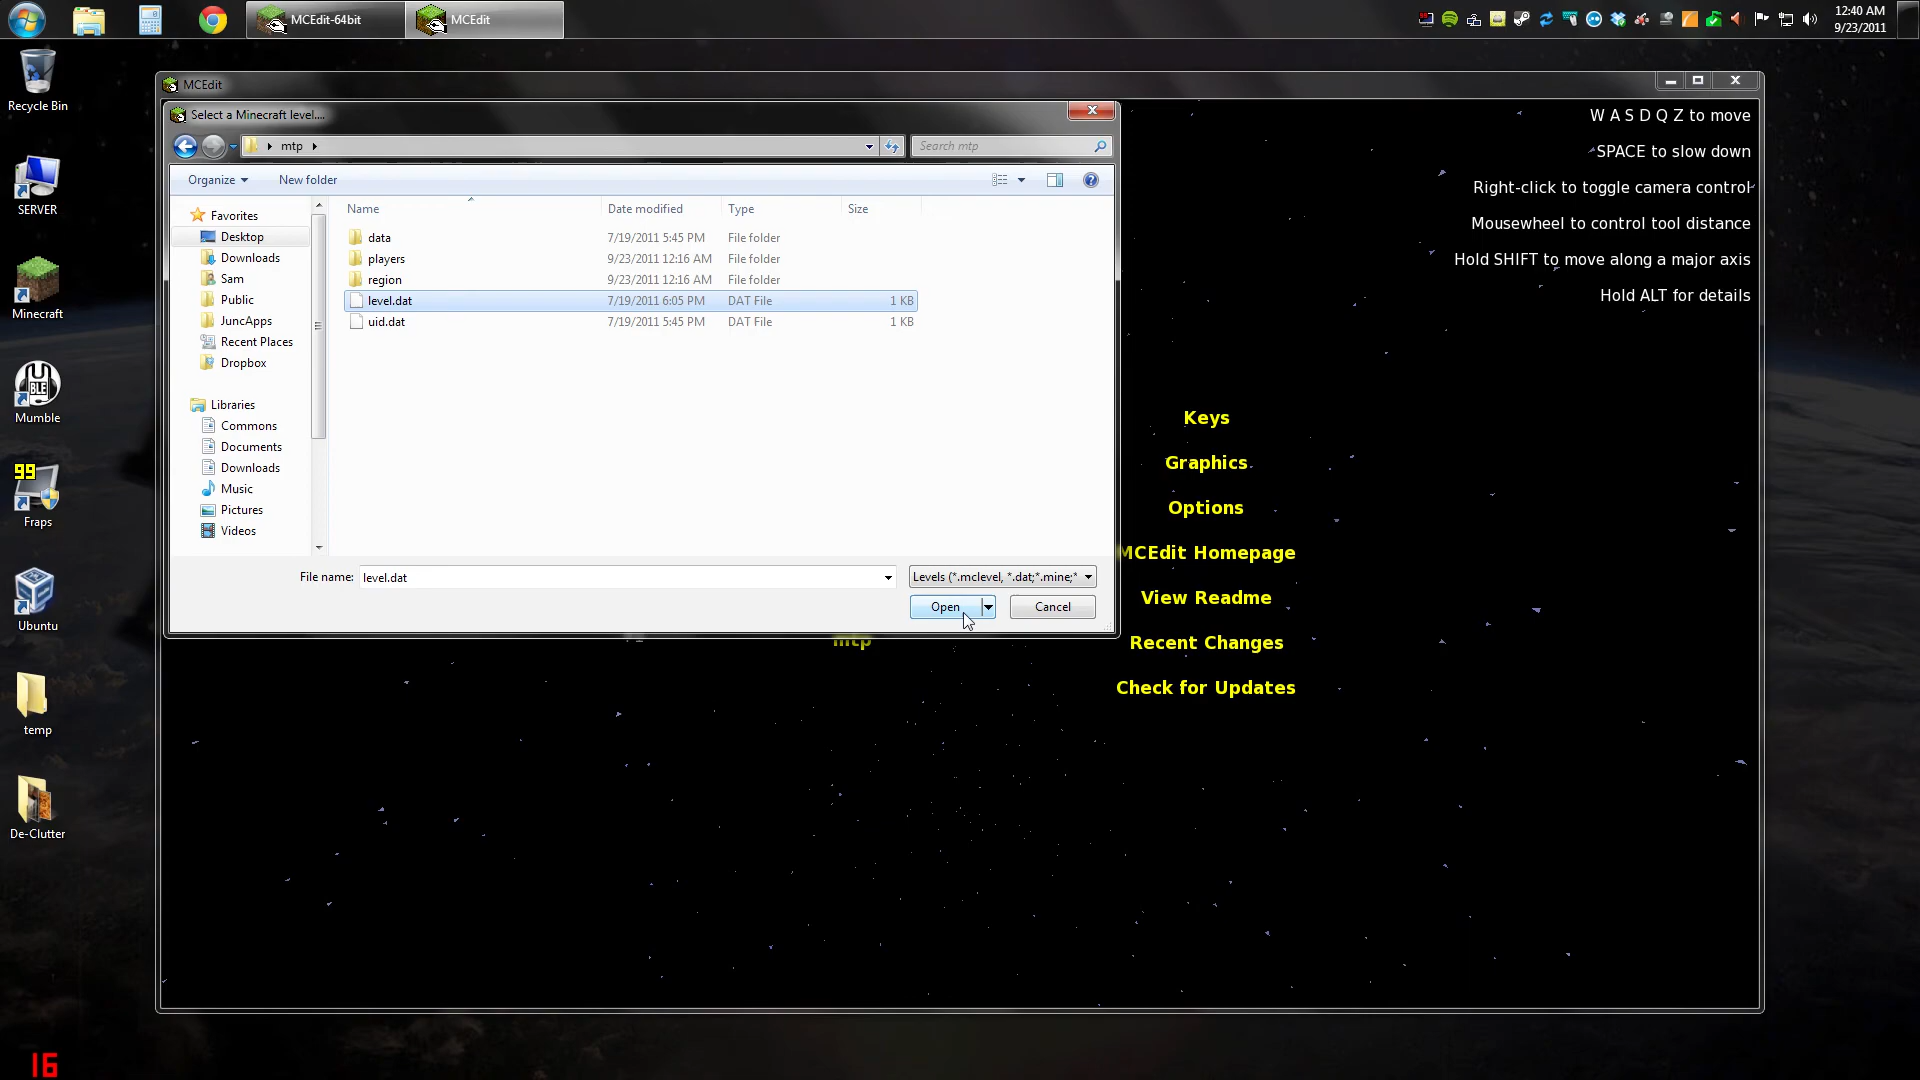 MCEdit-64bit
MCEdit
12:40 AM
9/23/2011
Recycle Bin
SERVER
Minecraft
Mumble
99
Fraps
Ubuntu
temp
De-Clutter
16
MCEdit
Select a Minecraft level....
mtp
Search mtp
Organize
New folder
Favorites
Desktop
Downloads
Sam
Public
JuncApps
Recent Places
Dropbox
Libraries
Commons
Documents
Downloads
Music
Pictures
Videos
Name Date modified Type Size
data 7/19/2011 5:45 PM File folder
players 9/23/2011 12:16 AM File folder
region 9/23/2011 12:16 AM File folder
level.dat 7/19/2011 6:05 PM DAT File 1 KB
uid.dat 7/19/2011 5:45 PM DAT File 1 KB
File name: level.dat
Levels (*.mclevel, *.dat;*.mine;*
Open
Cancel
mtp
W A S D Q Z to move
SPACE to slow down
Right-click to toggle camera control
Mousewheel to control tool distance
Hold SHIFT to move along a major axis
Hold ALT for details
Keys
Graphics
Options
MCEdit Homepage
View Readme
Recent Changes
Check for Updates